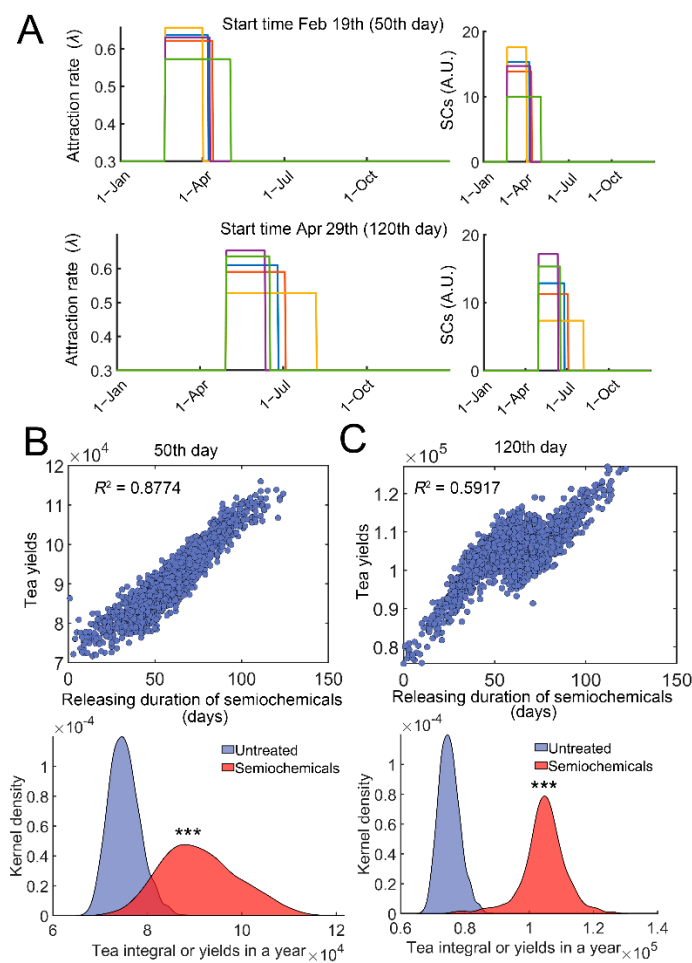 A
Start time Feb 19th (50th day)
Attraction rate (λ)
0.6
0.5
0.4
0.3
1−Jan
1−Apr
1−Jul
1−Oct
SCs (A.U.)
20
10
0
1−Jan
1−Apr
1−Jul
1−Oct
Start time Apr 29th (120th day)
Attraction rate (λ)
0.6
0.5
0.4
0.3
1−Jan
1−Apr
1−Jul
1−Oct
SCs (A.U.)
20
10
0
1−Jan
1−Apr
1−Jul
1−Oct
B
×10⁴
50th day
R² = 0.8774
Tea yields
12
11
10
9
8
7
0
50
100
150
Releasing duration of semiochemicals
(days)
C
×10⁵
120th day
R² = 0.5917
Tea yields
1.2
1.1
1
0.9
0.8
0
50
100
150
Releasing duration of semiochemicals
(days)
×10⁻⁴
Untreated
Semiochemicals
***
Kernel density
1
0.8
0.6
0.4
0.2
0
6
8
10
12
Tea integral or yields in a year ×10⁴
×10⁻⁴
Untreated
Semiochemicals
***
Kernel density
1
0.8
0.6
0.4
0.2
0
0.6
0.8
1
1.2
1.4
Tea integral or yields in a year ×10⁵